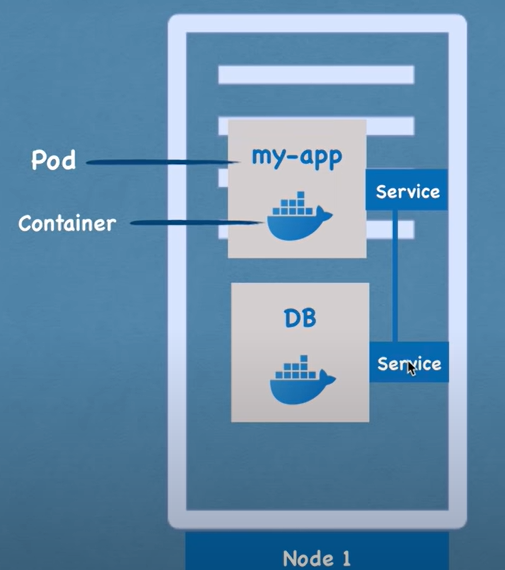 Pod
my-app
Service
Container
DB
Service
Node 1